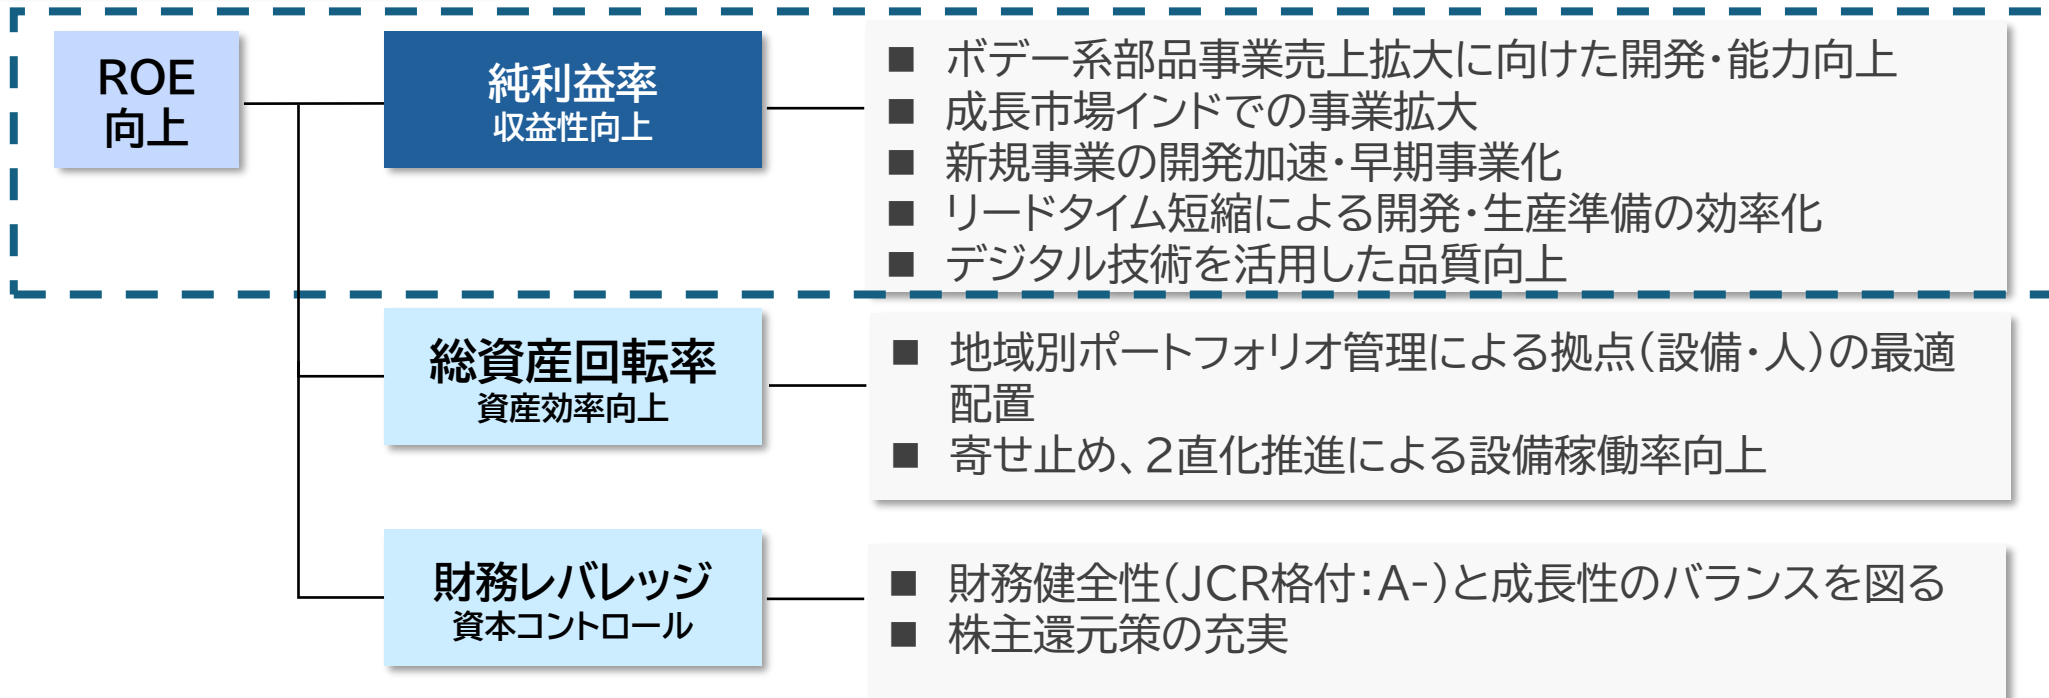 ROE
向上
純利益率
収益性向上
■ ボデー系部品事業売上拡大に向けた開発・能力向上
■ 成長市場インドでの事業拡大
■ 新規事業の開発加速・早期事業化
■ リードタイム短縮による開発・生産準備の効率化
■ デジタル技術を活用した品質向上
総資産回転率
資産効率向上
■ 地域別ポートフォリオ管理による拠点(設備・人)の最適
配置
■ 寄せ止め、2直化推進による設備稼働率向上
財務レバレッジ
資本コントロール
■ 財務健全性(JCR格付:A-)と成長性のバランスを図る
■ 株主還元策の充実